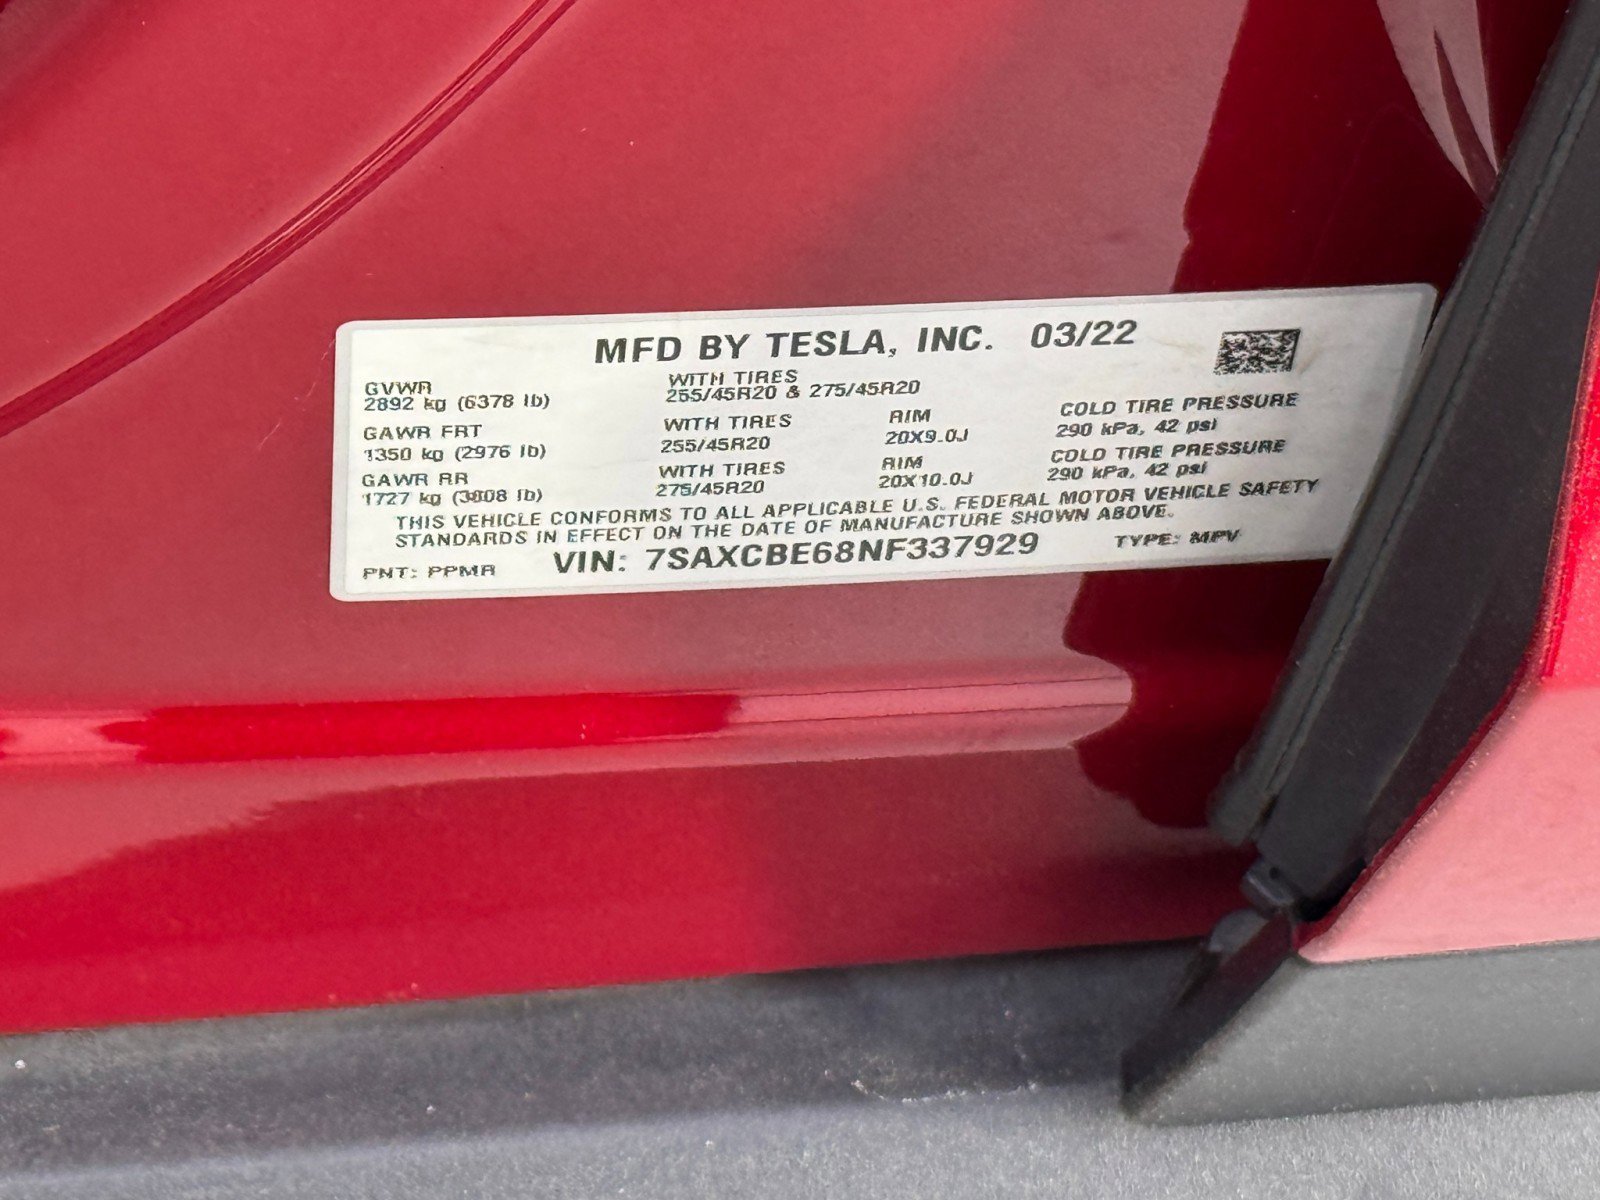 MFD BY TESLA, INC. 03/22
GVWR WITH TIRES
2892 kg (6378 lb) 255/45R20 & 275/45R20
GAWR FRT WITH TIRES RIM COLD TIRE PRESSURE
1350 kg (2976 lb) 255/45R20 20X9.0J 290 kPa, 42 psi
GAWR RR WITH TIRES RIM COLD TIRE PRESSURE
1727 kg (3808 lb) 275/45R20 20X10.0J 290 kPa, 42 psi
THIS VEHICLE CONFORMS TO ALL APPLICABLE U.S. FEDERAL MOTOR VEHICLE SAFETY
STANDARDS IN EFFECT ON THE DATE OF MANUFACTURE SHOWN ABOVE.
PNT: PPMR VIN: 7SAXCBE68NF337929 TYPE: MPV